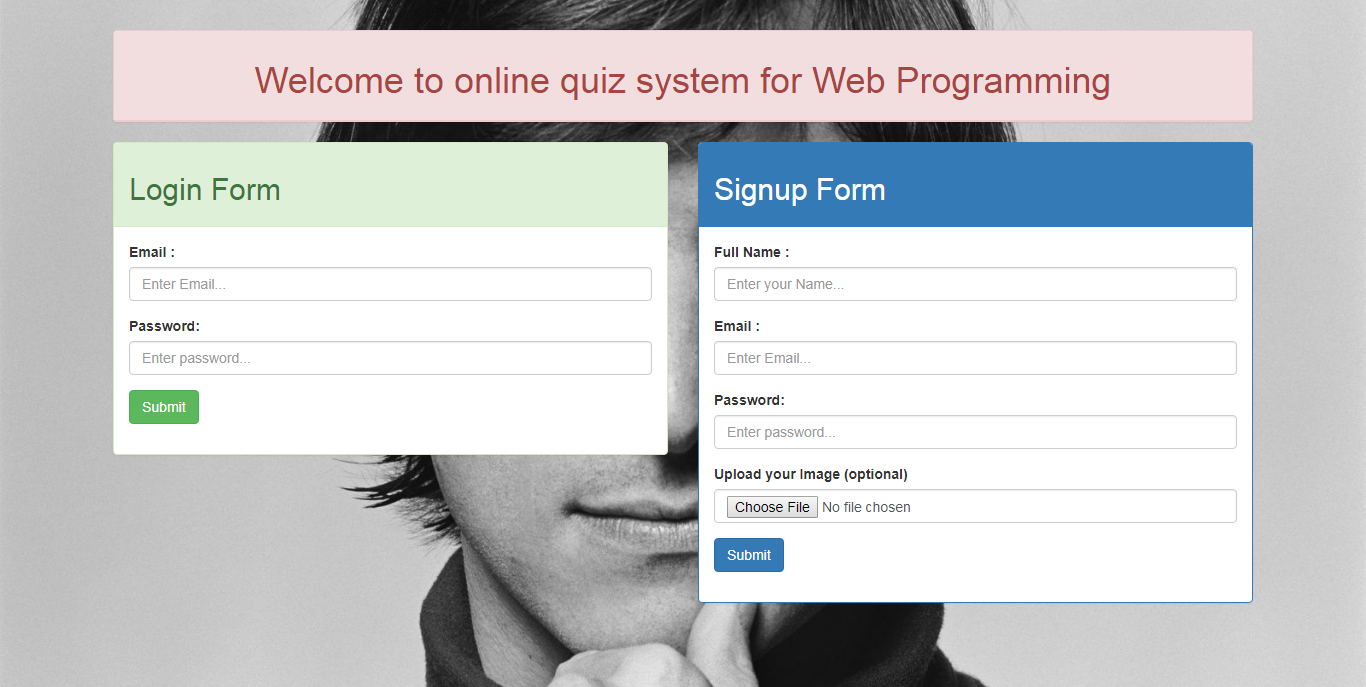 Welcome to online quiz system for Web Programming
Login Form
Email :
Enter Email...
Password:
Enter password...
Submit
Signup Form
Full Name :
Enter your Name...
Email :
Enter Email...
Password:
Enter password...
Upload your Image (optional)
Choose File No file chosen
Submit